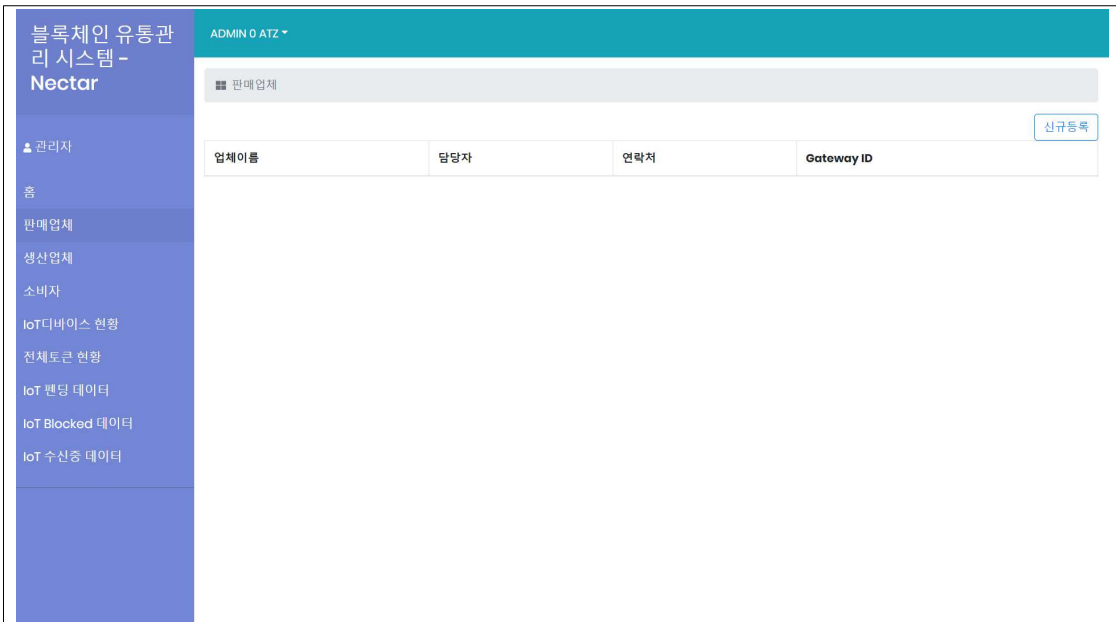 블록체인 유통관
리 시스템 -
Nectar
ADMIN 0 ATZ
판매업체
신규등록
관리자
업체이름 담당자 연락처 Gateway ID
홈
판매업체
생산업체
소비자
IoT디바이스 현황
전체토큰 현황
IoT 펜딩 데이터
IoT Blocked 데이터
IoT 수신중 데이터